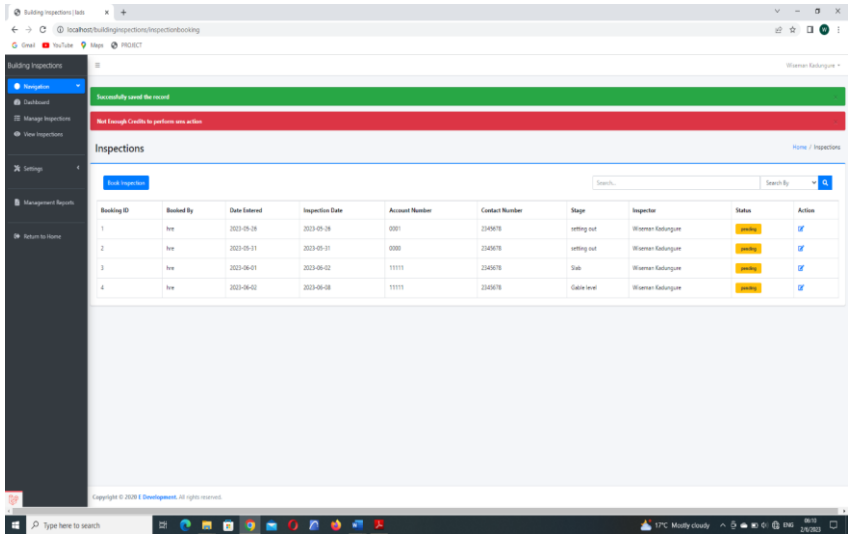 Building Inspections | lads
localhost/buildinginspections/inspectionbooking
Gmail YouTube Maps PROJECT
Building Inspections
Wiseman Kadungure
Navigation
Dashboard
Manage Inspections
View Inspections
Settings
Management Reports
Return to Home
Successfully saved the record
Not Enough Credits to perform sms action
Inspections
Home / Inspections
Book Inspection
Search...
Search By
Booking ID Booked By Date Entered Inspection Date Account Number Contact Number Stage Inspector Status Action
1 hre 2023-05-28 2023-05-28 0001 2345678 setting out Wiseman Kadungure pending
2 hre 2023-05-31 2023-05-31 0000 2345678 setting out Wiseman Kadungure pending
3 hre 2023-06-01 2023-06-02 11111 2345678 Slab Wiseman Kadungure pending
4 hre 2023-06-02 2023-06-08 11111 2345678 Gable level Wiseman Kadungure pending
Copyright © 2020 E Development. All rights reserved.
Type here to search
17°C Mostly cloudy
ENG
0610
2/6/2023